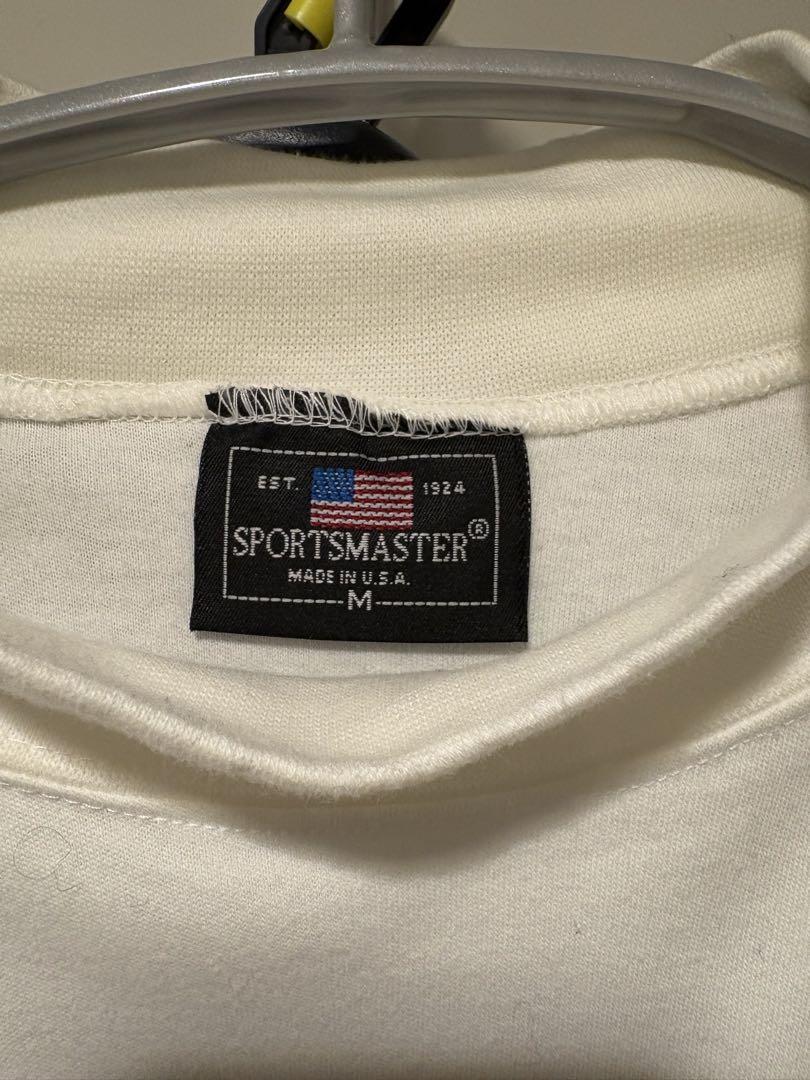 EST. 1924
SPORTSMASTER®
MADE IN U.S.A.
M